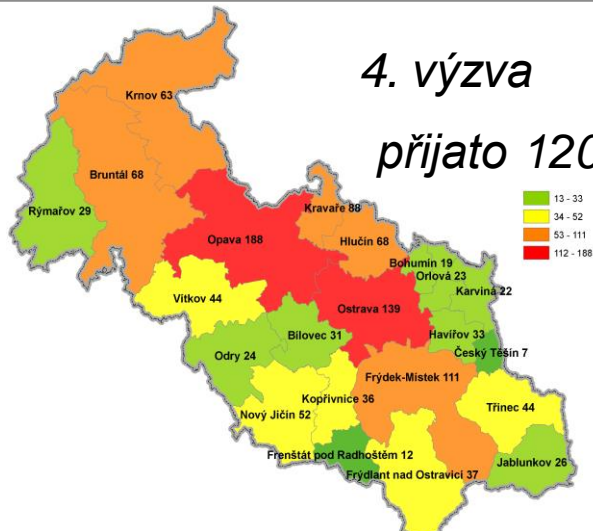 4. výzva
přijato 120
13 - 33
34 - 52
53 - 111
112 - 188
Krnov 63
Bruntál 68
Rýmařov 29
Kravaře 88
Opava 188
Hlučín 68
Bohumín 19
Orlová 23
Karviná 22
Vítkov 44
Ostrava 139
Bílovec 31
Havířov 33
Český Těšín 7
Odry 24
Frýdek-Místek 111
Kopřivnice 36
Třinec 44
Nový Jičín 52
Frenštát pod Radhoštěm 12
Jablunkov 26
Frýdlant nad Ostravicí 37